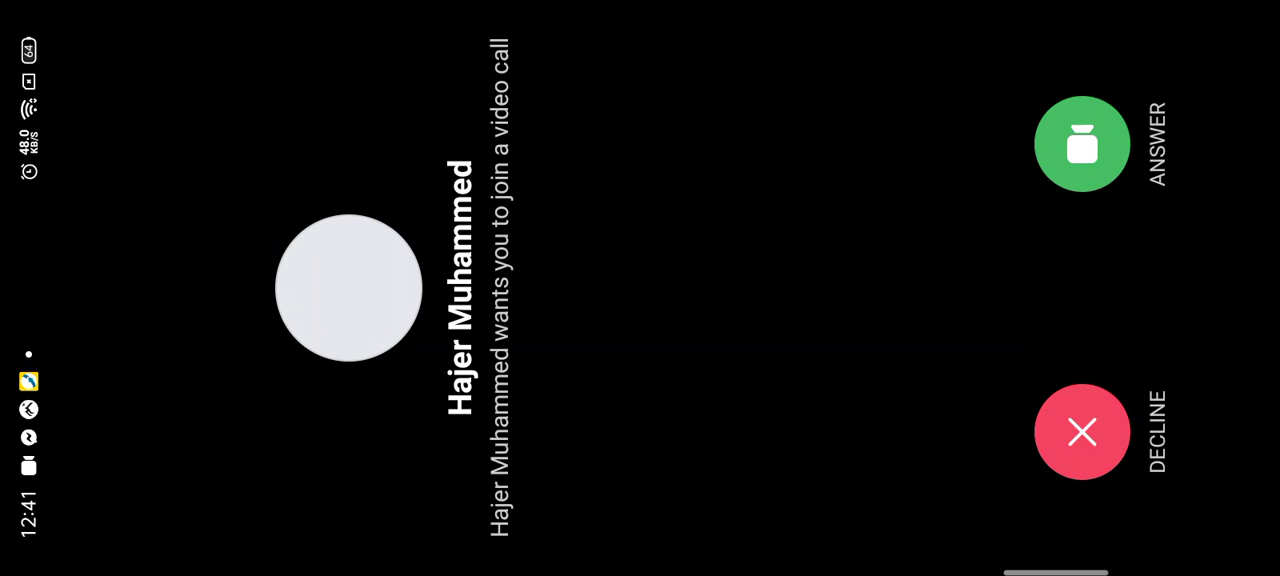 12:41
48.0
KB/S
64
Hajer Muhammed
Hajer Muhammed wants you to join a video call
DECLINE
ANSWER